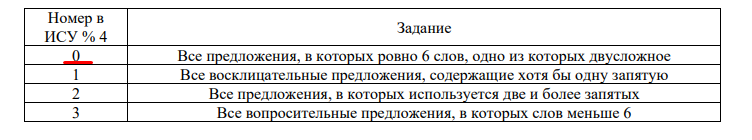 Номер в
ИСУ % 4
Задание
0
Все предложения, в которых ровно 6 слов, одно из которых двусложное
1
Все восклицательные предложения, содержащие хотя бы одну запятую
2
Все предложения, в которых используется две и более запятых
3
Все вопросительные предложения, в которых слов меньше 6